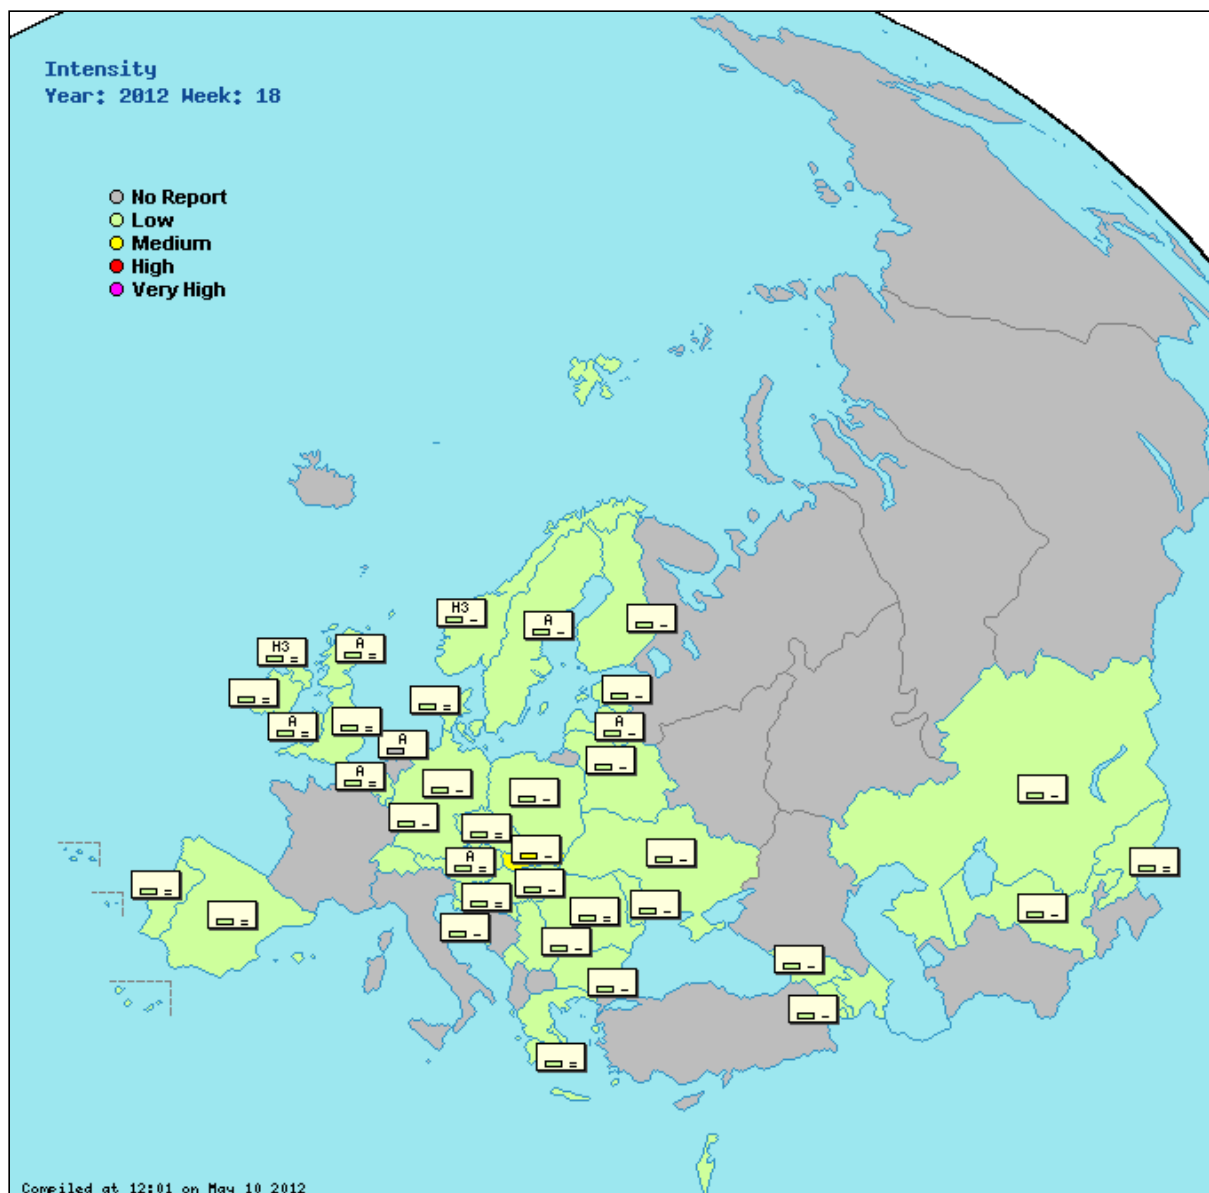 Intensity
Year: 2012 Week: 18
No Report
Low
Medium
High
Very High
H3
-
A
-
-
H3
=
A
=
=
-
-
A
=
=
A
-
A
-
A
=
-
-
=
-
-
=
-
-
A
=
=
-
=
=
=
-
-
-
=
-
-
-
-
-
=
Compiled at 12:01 on May 10 2012